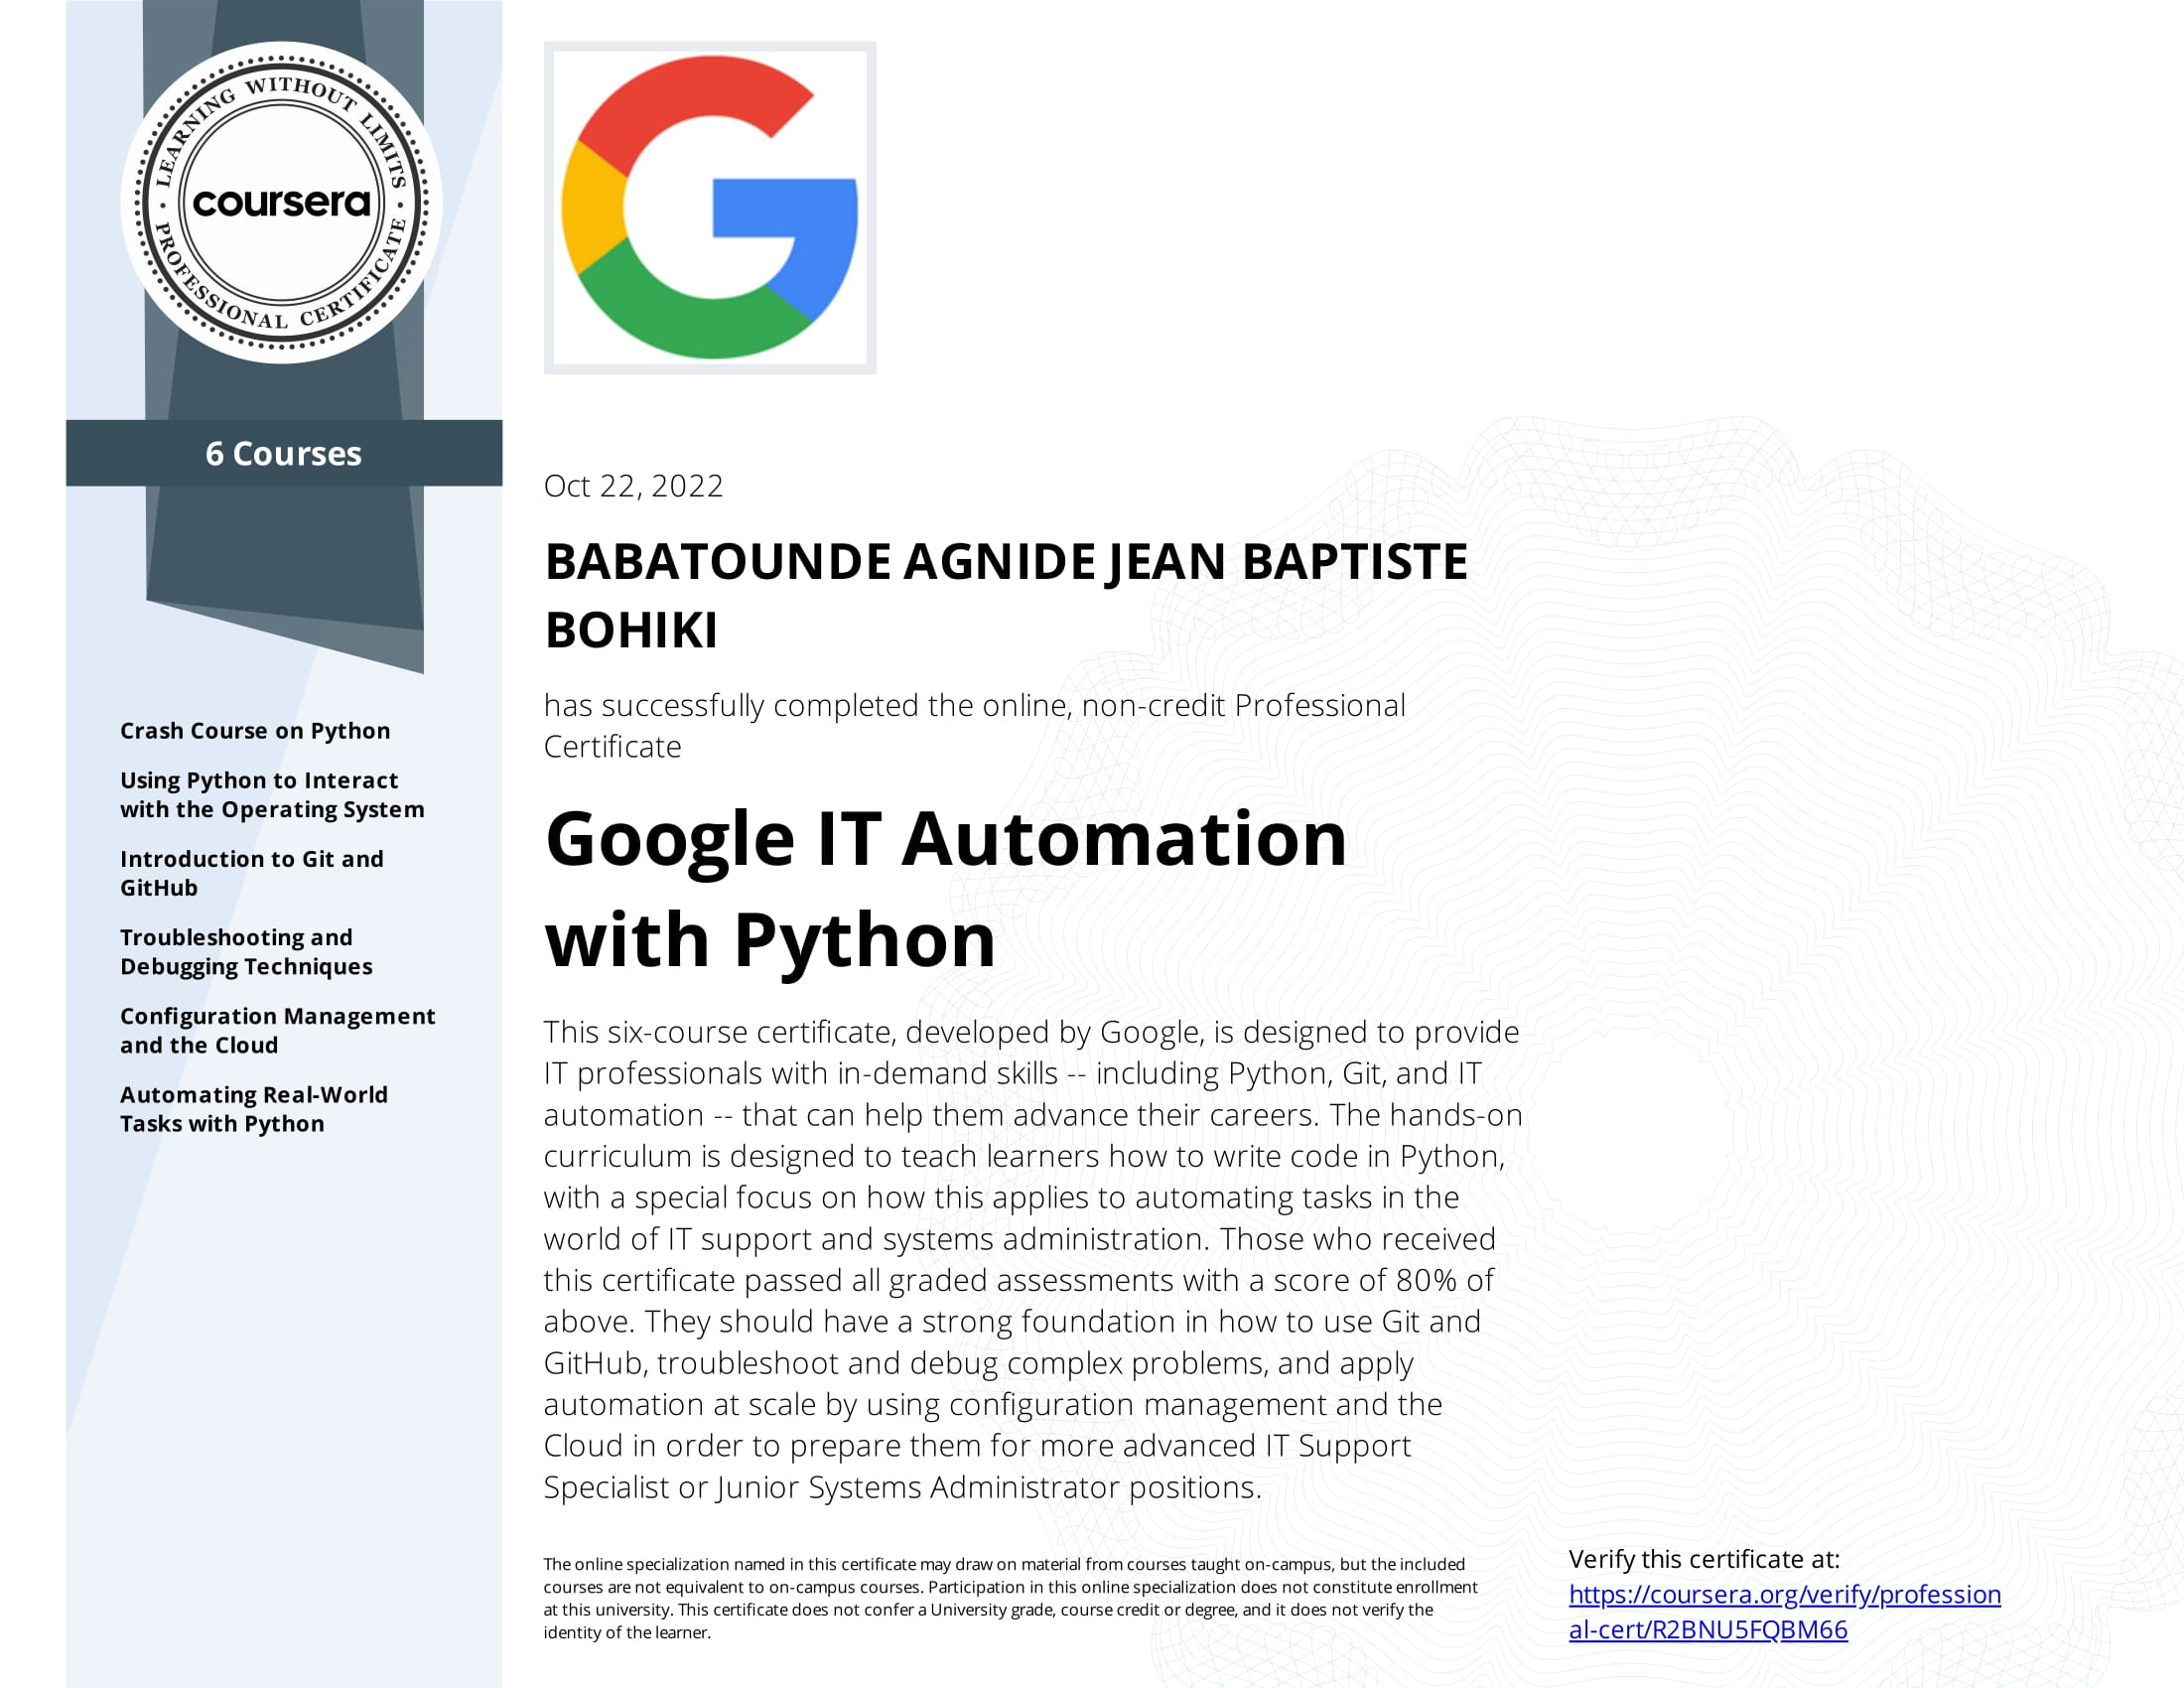 LEARNING WITHOUT LIMITS
coursera
PROFESSIONAL CERTIFICATE
6 Courses
Crash Course on Python
Using Python to Interact
with the Operating System
Introduction to Git and
GitHub
Troubleshooting and
Debugging Techniques
Configuration Management
and the Cloud
Automating Real-World
Tasks with Python
Oct 22, 2022
BABATOUNDE AGNIDE JEAN BAPTISTE
BOHIKI
has successfully completed the online, non-credit Professional
Certificate
Google IT Automation
with Python
This six-course certificate, developed by Google, is designed to provide
IT professionals with in-demand skills -- including Python, Git, and IT
automation -- that can help them advance their careers. The hands-on
curriculum is designed to teach learners how to write code in Python,
with a special focus on how this applies to automating tasks in the
world of IT support and systems administration. Those who received
this certificate passed all graded assessments with a score of 80% of
above. They should have a strong foundation in how to use Git and
GitHub, troubleshoot and debug complex problems, and apply
automation at scale by using configuration management and the
Cloud in order to prepare them for more advanced IT Support
Specialist or Junior Systems Administrator positions.
The online specialization named in this certificate may draw on material from courses taught on-campus, but the included
courses are not equivalent to on-campus courses. Participation in this online specialization does not constitute enrollment
at this university. This certificate does not confer a University grade, course credit or degree, and it does not verify the
identity of the learner.
Verify this certificate at:
https://coursera.org/verify/profession
al-cert/R2BNU5FQBM66